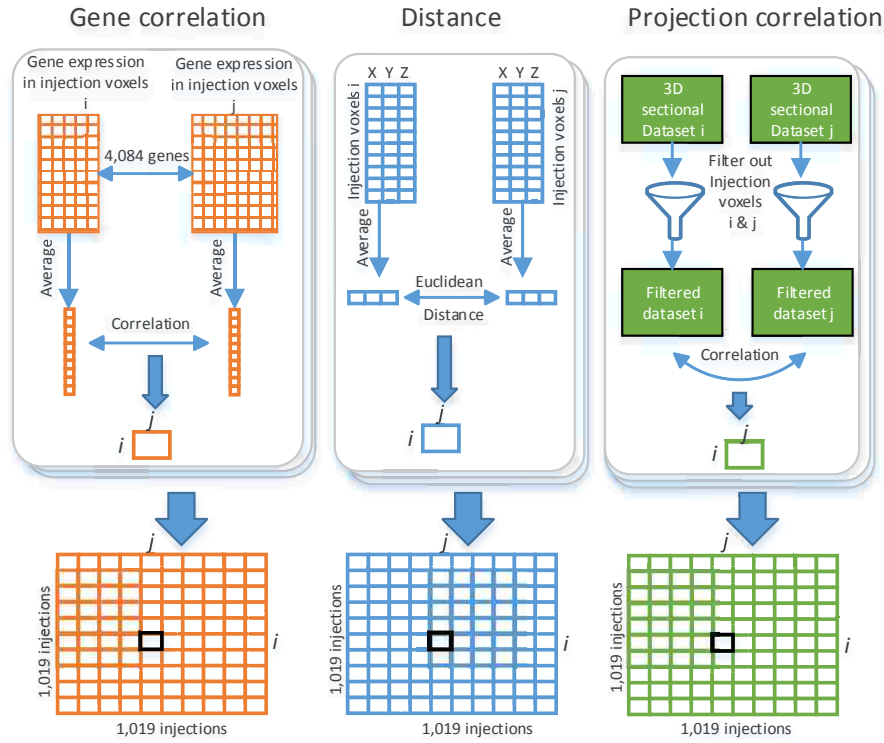 Gene correlation
Gene expression
in injection voxels
i
Gene expression
in injection voxels
j
4,084 genes
Average
Average
Correlation
j
i
j
1,019 injections
i
1,019 injections
Distance
X Y Z
X Y Z
Injection voxels i
Injection voxels j
Average
Average
Euclidean
Distance
j
i
j
1,019 injections
i
1,019 injections
Projection correlation
3D
sectional
Dataset i
3D
sectional
Dataset j
Filter out
Injection
voxels
i & j
Filtered
dataset i
Filtered
dataset j
Correlation
j
i
j
1,019 injections
i
1,019 injections